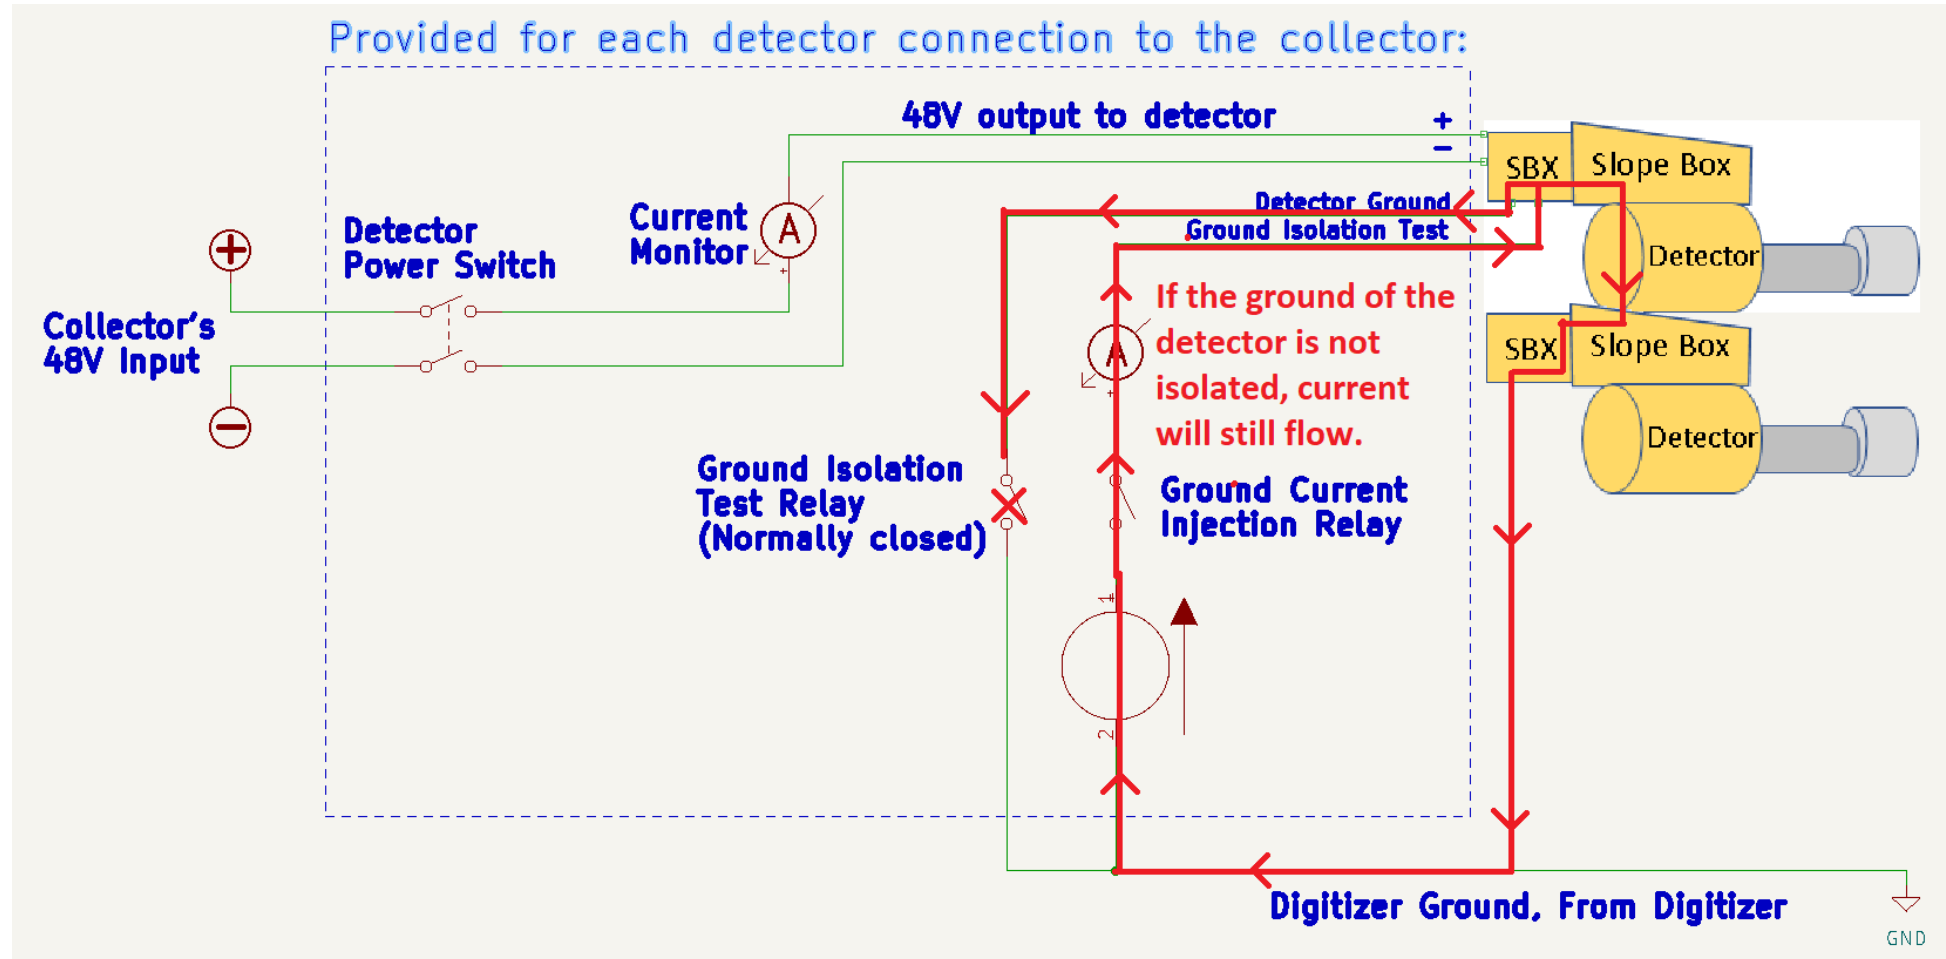 Provided for each detector connection to the collector:
48V output to detector
+
-
SBX
Slope Box
Detector
Detector Ground
Ground Isolation Test
Current
Monitor
A
+
Detector
Power Switch
Collector's
48V Input
+
-
If the ground of the
detector is not
isolated, current
will still flow.
A
+
SBX
Slope Box
Detector
Ground Isolation
Test Relay
(Normally closed)
Ground Current
Injection Relay
1
2
Digitizer Ground, From Digitizer
GND